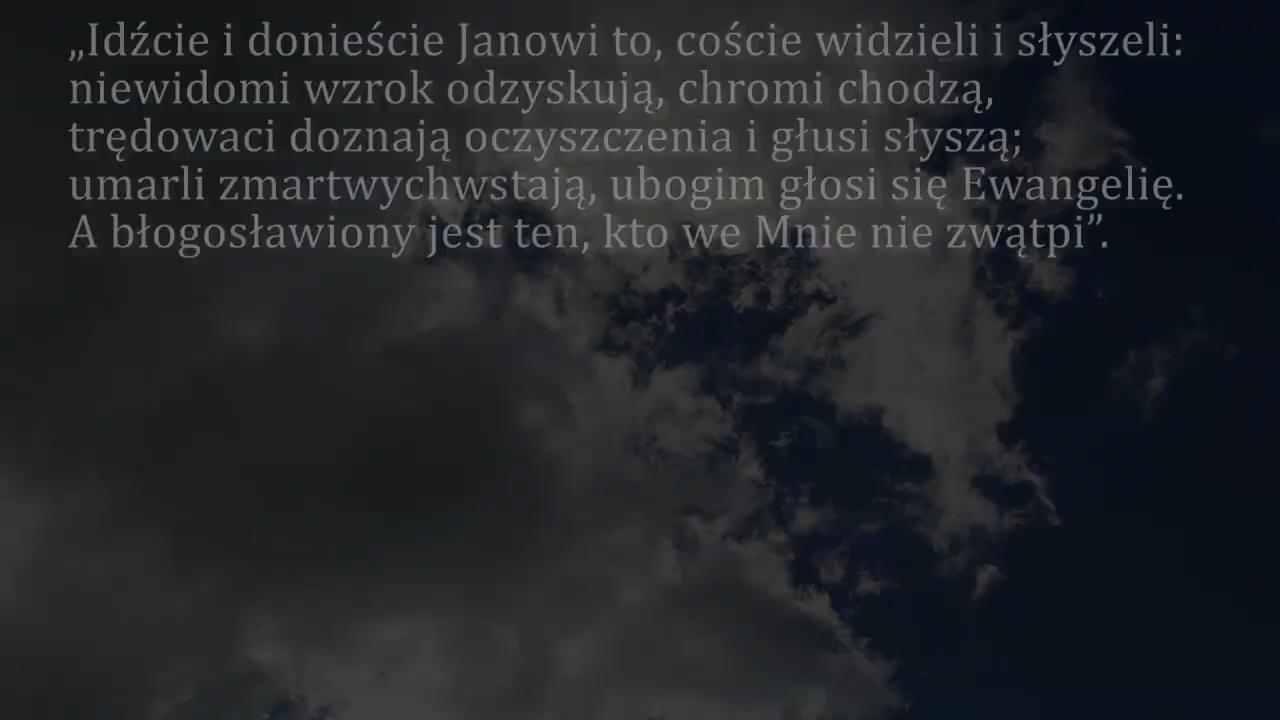 „Idźcie i donieście Janowi to, coście widzieli i słyszeli:
niewidomi wzrok odzyskują, chromi chodzą,
trędowaci doznają oczyszczenia i głusi słyszą;
umarli zmartwychwstają, ubogim głosi się Ewangelię.
A błogosławiony jest ten, kto we Mnie nie zwątpi”.